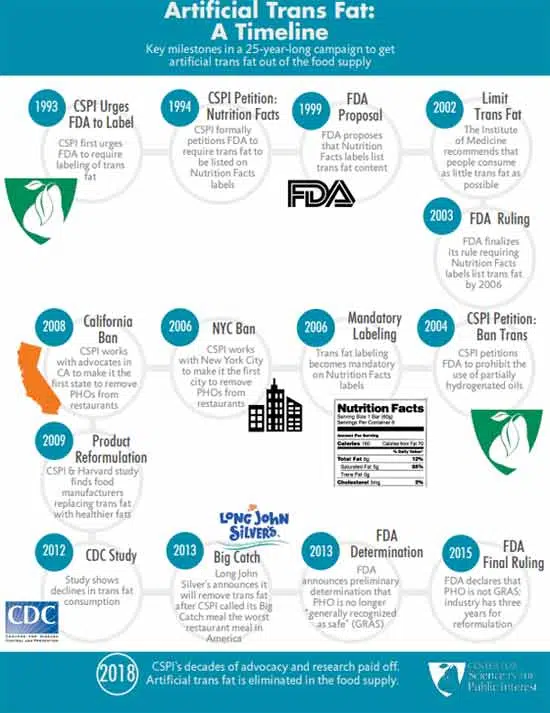 Artificial Trans Fat:
A Timeline
Key milestones in a 25-year-long campaign to get
artificial trans fat out of the food supply
1993
CSPI Urges
FDA to Label
CSPI first urges
FDA to require
labeling of trans
fat
1994
CSPI Petition:
Nutrition Facts
CSPI formally
petitions FDA to
require trans fat to
be listed on
Nutrition Facts
labels
1999
FDA
Proposal
FDA proposes
that Nutrition
Facts labels list
trans fat content
FDA
2002
Limit
Trans Fat
The Institute
of Medicine
recommends that
people consume
as little trans fat as
possible
2003
FDA Ruling
FDA finalizes
its rule requiring
Nutrition Facts
labels list trans fat
by 2006
2004
CSPI Petition:
Ban Trans
CSPI petitions
FDA to prohibit the
use of partially
hydrogenated oils
2006
Mandatory
Labeling
Trans fat labeling
becomes mandatory
on Nutrition Facts
labels
Nutrition Facts
Serving Size 1 Bar (60g)
Servings Per Container 6
Amount Per Serving
Calories 160 Calories from Fat 70
% Daily Value*
Total Fat 8g 12%
Trans Fat 0g
2006
NYC Ban
CSPI works
with New York City
to make it the first
city to remove
PHOs from
restaurants
2008
California
Ban
CSPI works
with advocates in
CA to make it the
first state to remove
PHOs from
restaurants
2009
Product
Reformulation
CSPI & Harvard study
finds food
manufacturers
replacing trans
fat with
healthier fats
2012
CDC Study
Study shows
declines in trans fat
consumption
CDC
CENTERS FOR DISEASE
CONTROL AND PREVENTION
LONG JOHN
SILVER'S.
2013
Big Catch
Long John
Silver's announces it
will remove trans fat
after CSPI called its Big
Catch meal the worst
restaurant meal in
America
2013
FDA
Determination
FDA
announces preliminary
determination that
PHO is no longer
"generally recognized
as safe" (GRAS)
2015
FDA
Final Ruling
FDA declares
that PHO is not GRAS;
industry has three
years for
reformulation
2018
CSPI's decades of advocacy and research paid off.
Artificial trans fat is eliminated in the food supply.
CENTER FOR
Science in the
Public Interest